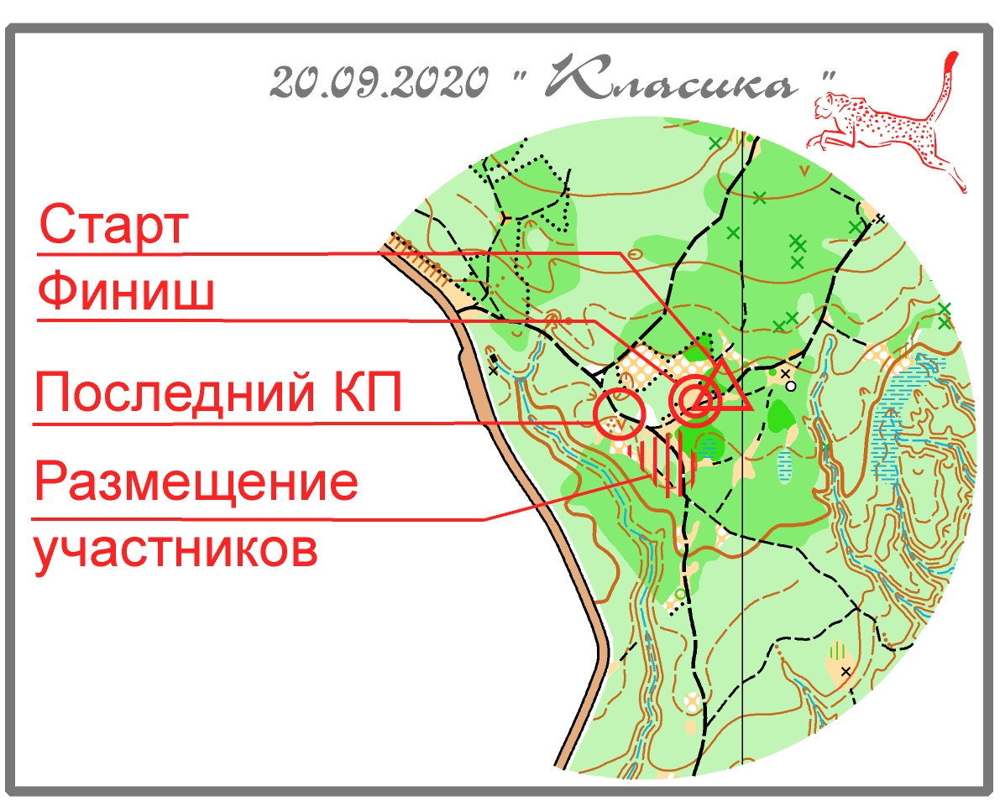 20.09.2020 " Класика "
Старт
Финиш
Последний КП
Размещение
участников